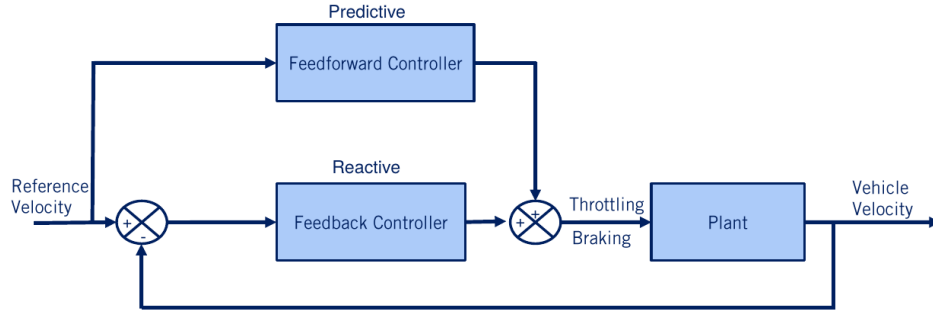 Predictive
Feedforward Controller
Reactive
Reference
Velocity
+
-
Feedback Controller
+
+
Throttling
Braking
Plant
Vehicle
Velocity